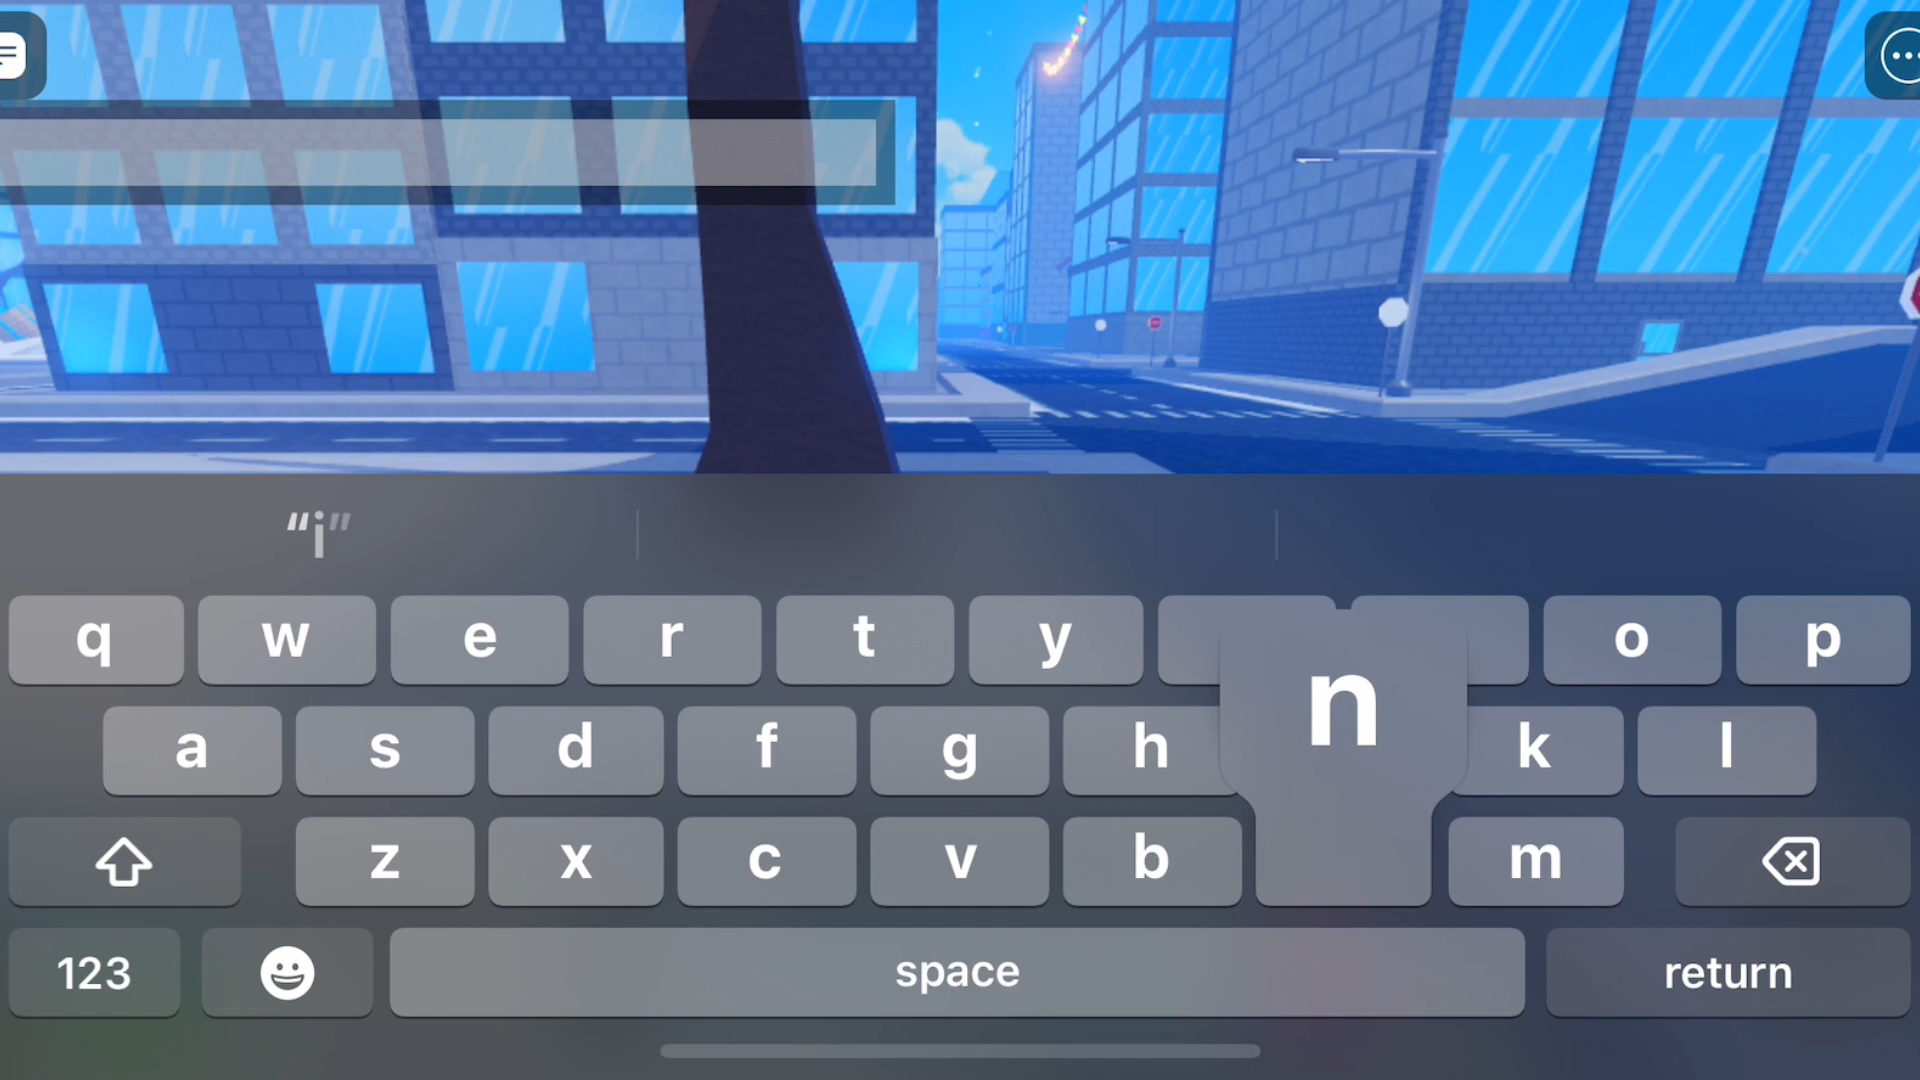 “i”
q w e r t y o p
n
a s d f g h k l
z x c v b m
123 space return